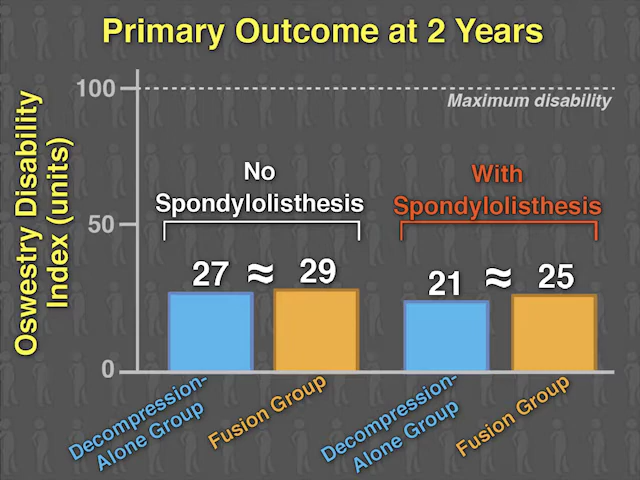 Primary Outcome at 2 Years
Oswestry Disability
Index (units)
100
Maximum disability
50
0
No
Spondylolisthesis
27 ≈ 29
With
Spondylolisthesis
21 ≈ 25
Decompression-
Alone Group
Fusion Group
Decompression-
Alone Group
Fusion Group